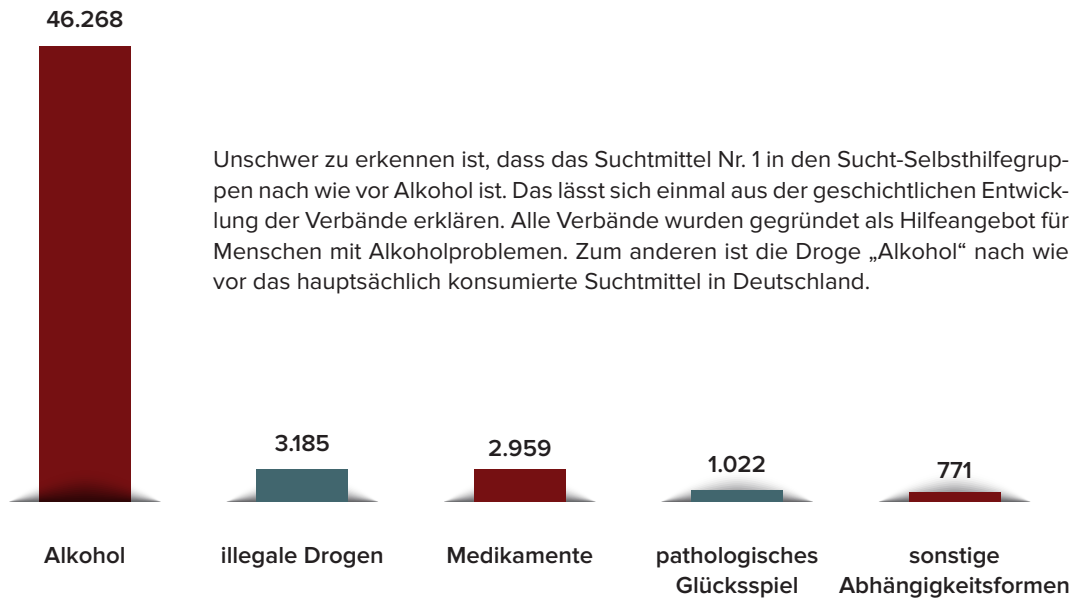 46.268
Unschwer zu erkennen ist, dass das Suchtmittel Nr. 1 in den Sucht-Selbsthilfegrup-
pen nach wie vor Alkohol ist. Das lässt sich einmal aus der geschichtlichen Entwick-
lung der Verbände erklären. Alle Verbände wurden gegründet als Hilfeangebot für
Menschen mit Alkoholproblemen. Zum anderen ist die Droge „Alkohol“ nach wie
vor das hauptsächlich konsumierte Suchtmittel in Deutschland.
3.185
2.959
1.022
771
Alkohol
illegale Drogen
Medikamente
pathologisches
Glücksspiel
sonstige
Abhängigkeitsformen